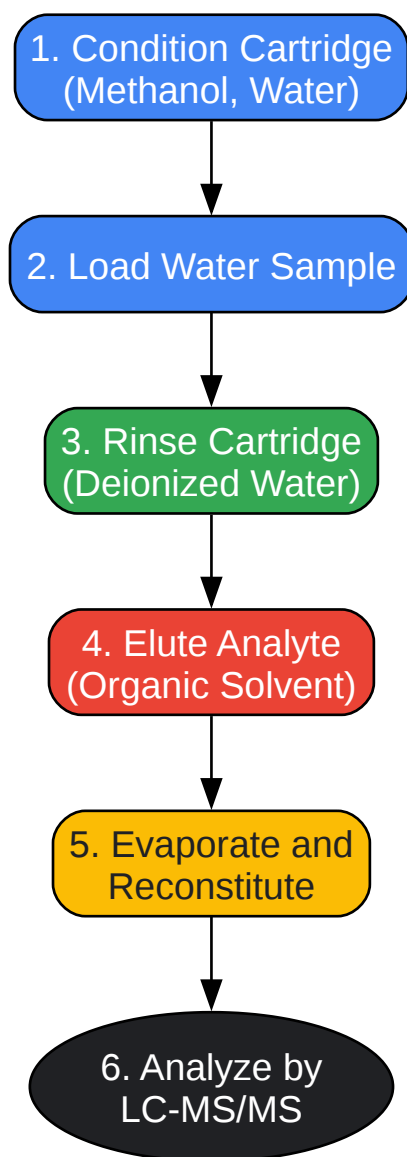 1. Condition Cartridge
(Methanol, Water)
2. Load Water Sample
3. Rinse Cartridge
(Deionized Water)
4. Elute Analyte
(Organic Solvent)
5. Evaporate and
Reconstitute
6. Analyze by
LC-MS/MS